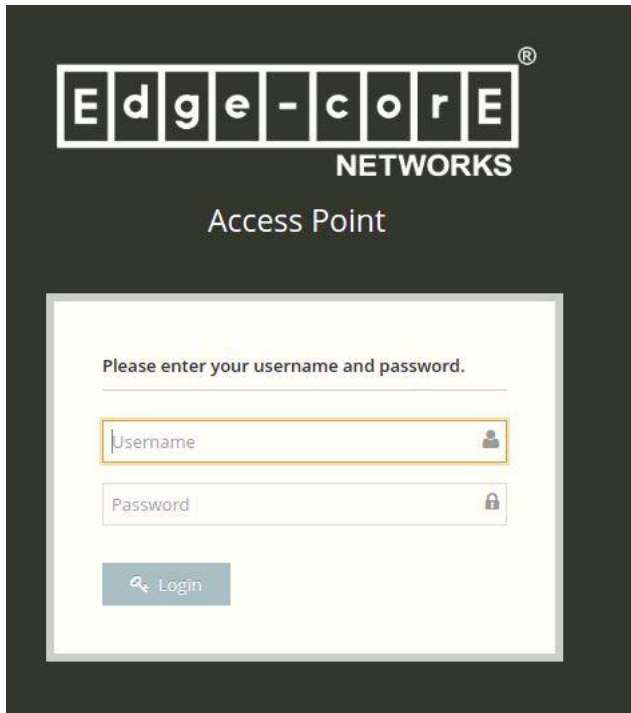 Edge-corE®
NETWORKS
Access Point
Please enter your username and password.
Username
Password
Login